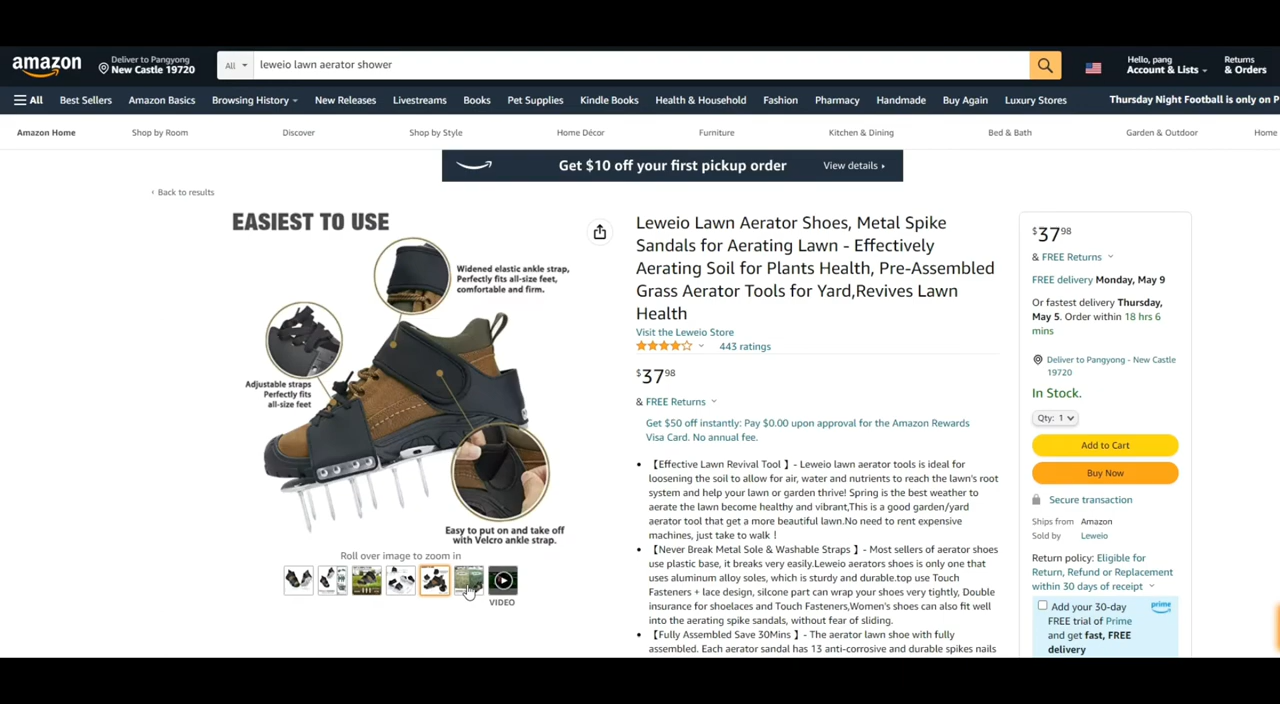 amazon
Deliver to Pangyong
New Castle 19720
All
leweio lawn aerator shower
Hello, pang
Account & Lists
Returns
& Orders
All
Best Sellers
Amazon Basics
Browsing History
New Releases
Livestreams
Books
Pet Supplies
Kindle Books
Health & Household
Fashion
Pharmacy
Handmade
Buy Again
Luxury Stores
Thursday Night Football is only on P
Amazon Home
Shop by Room
Discover
Shop by Style
Home Décor
Furniture
Kitchen & Dining
Bed & Bath
Garden & Outdoor
Home
Get $10 off your first pickup order
View details ›
‹ Back to results
EASIEST TO USE
Widened elastic ankle strap,
Perfectly fits all-size feet,
comfortable and firm.
Adjustable straps
Perfectly fits
all-size feet
Easy to put on and take off
with Velcro ankle strap.
Roll over image to zoom in
VIDEO
Leweio Lawn Aerator Shoes, Metal Spike
Sandals for Aerating Lawn - Effectively
Aerating Soil for Plants Health, Pre-Assembled
Grass Aerator Tools for Yard,Revives Lawn
Health
Visit the Leweio Store
443 ratings
$37.98
& FREE Returns
Get $50 off instantly: Pay $0.00 upon approval for the Amazon Rewards
Visa Card. No annual fee.
• 【Effective Lawn Revival Tool 】- Leweio lawn aerator tools is ideal for
loosening the soil to allow for air, water and nutrients to reach the lawn's root
system and help your lawn or garden thrive! Spring is the best weather to
aerate the lawn become healthy and vibrant,This is a good garden/yard
aerator tool that get a more beautiful lawn.No need to rent expensive
machines, just take to walk！
• 【Never Break Metal Sole & Washable Straps 】- Most sellers of aerator shoes
use plastic base, it breaks very easily.Leweio aerators shoes is only one that
uses aluminum alloy soles, which is sturdy and durable.top use Touch
Fasteners + lace design, silcone part can wrap your shoes very tightly, Double
insurance for shoelaces and Touch Fasteners,Women's shoes can also fit well
into the aerating spike sandals, without fear of sliding.
• 【Fully Assembled Save 30Mins 】- The aerator lawn shoe with fully
assembled. Each aerator sandal has 13 anti-corrosive and durable spikes nails
$37.98
& FREE Returns
FREE delivery Monday, May 9
Or fastest delivery Thursday,
May 5. Order within 18 hrs 6
mins
Deliver to Pangyong - New Castle
19720
In Stock.
Qty: 1
Add to Cart
Buy Now
Secure transaction
Ships from Amazon
Sold by Leweio
Return policy: Eligible for
Return, Refund or Replacement
within 30 days of receipt
Add your 30-day
FREE trial of Prime
and get fast, FREE
delivery
prime